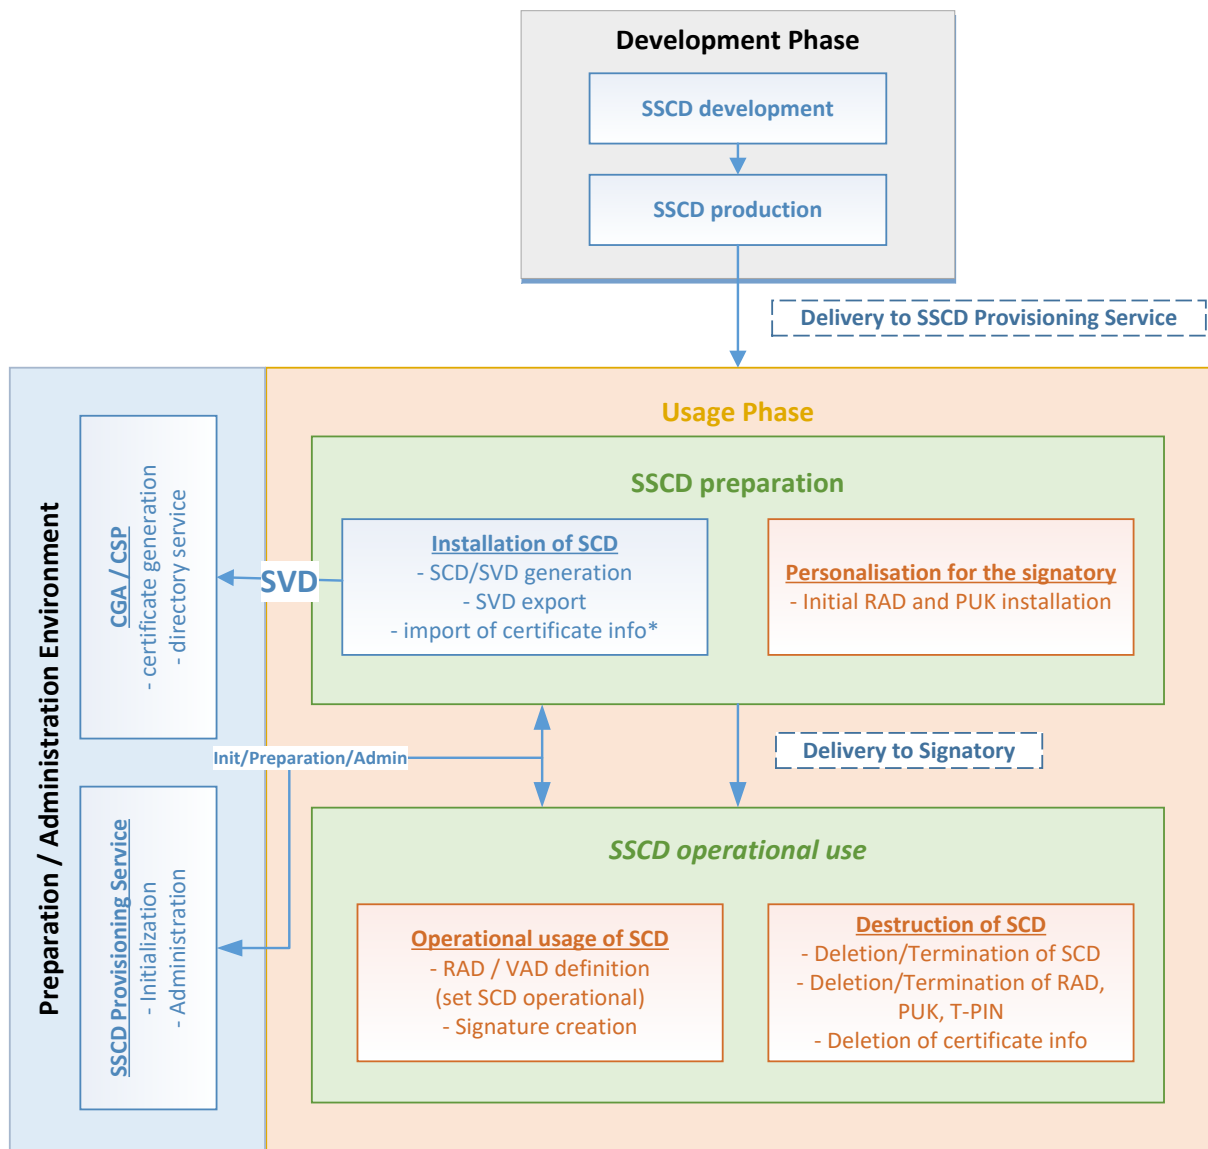 Development Phase
SSCD development
SSCD production
Delivery to SSCD Provisioning Service
Preparation / Administration Environment
CGA / CSP
- certificate generation
- directory service
SVD
Usage Phase
SSCD preparation
Installation of SCD
- SCD/SVD generation
- SVD export
- import of certificate info*
Personalisation for the signatory
- Initial RAD and PUK installation
Init/Preparation/Admin
Delivery to Signatory
SSCD Provisioning Service
- Initialization
- Administration
SSCD operational use
Operational usage of SCD
- RAD / VAD definition
(set SCD operational)
- Signature creation
Destruction of SCD
- Deletion/Termination of SCD
- Deletion/Termination of RAD,
PUK, T-PIN
- Deletion of certificate info